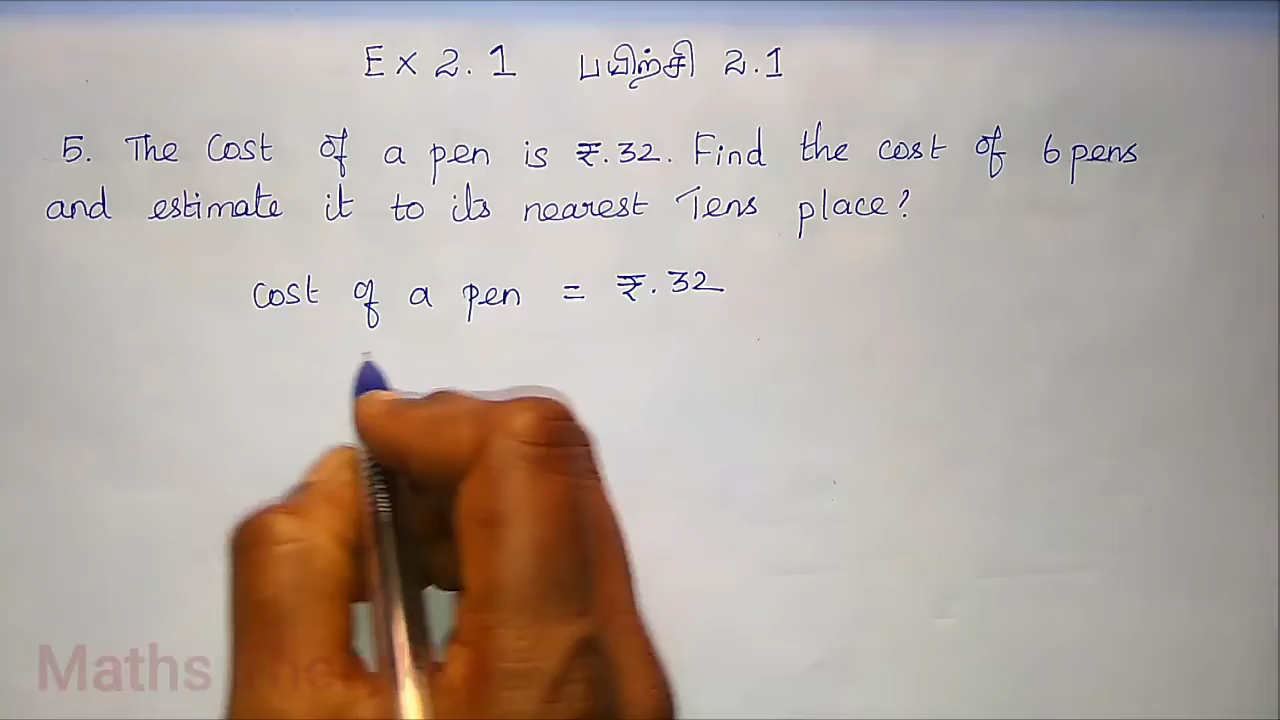 Ex 2.1 பயிற்சி 2.1
5. The Cost of a pen is ₹.32. Find the cost of 6 pens
and estimate it to its nearest Tens place?
Cost of a pen = ₹.32
Maths